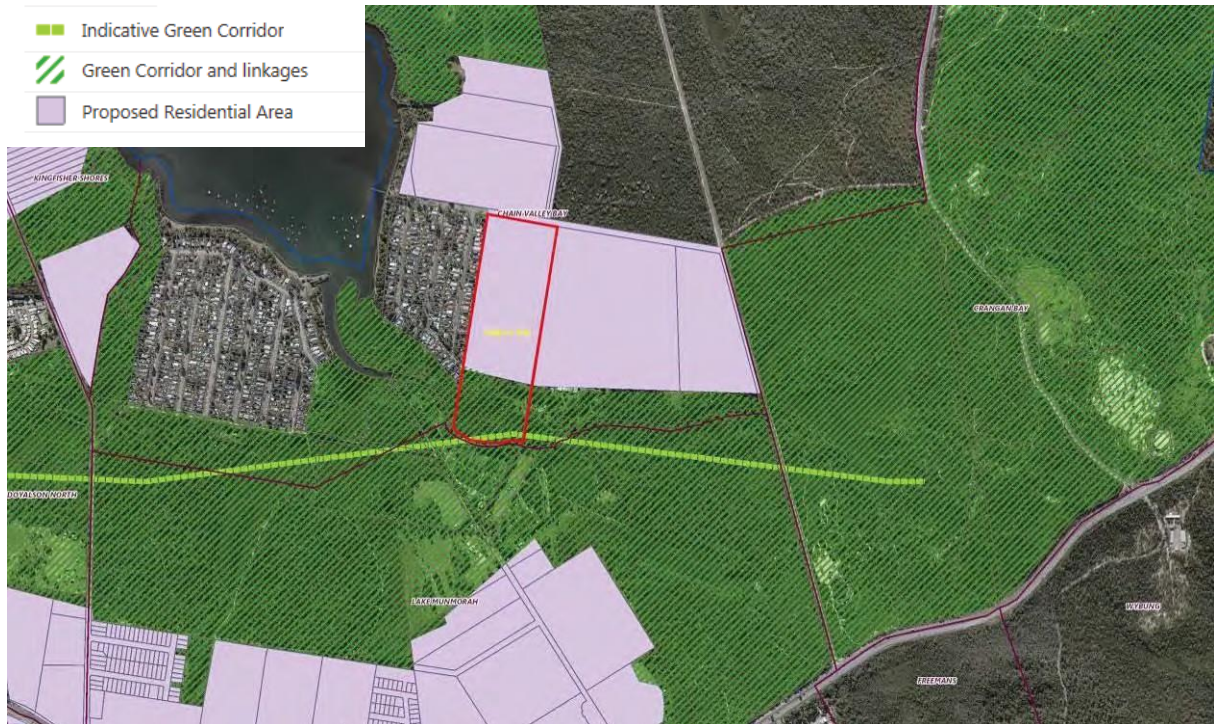 Indicative Green Corridor
Green Corridor and linkages
Proposed Residential Area
KINGFISHER SHORES
CHAIN VALLEY BAY
CRANGAN BAY
DOYALSON NORTH
LAKE MUNMORAH
WYBUNG
FREEMANS